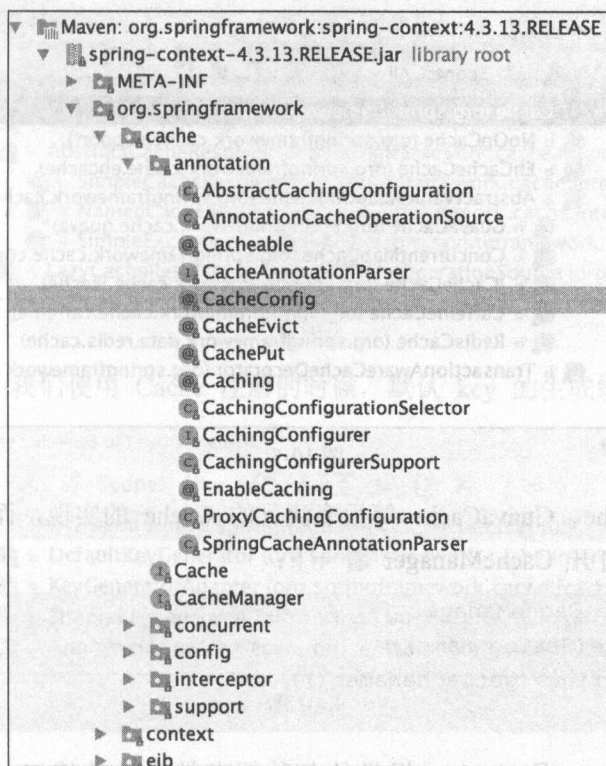 Maven: org.springframework:spring-context:4.3.13.RELEASE
spring-context-4.3.13.RELEASE.jar library root
META-INF
org.springframework
cache
annotation
AbstractCachingConfiguration
AnnotationCacheOperationSource
Cacheable
CacheAnnotationParser
CacheConfig
CacheEvict
CachePut
Caching
CachingConfigurationSelector
CachingConfigurer
CachingConfigurerSupport
EnableCaching
ProxyCachingConfiguration
SpringCacheAnnotationParser
Cache
CacheManager
concurrent
config
interceptor
support
context
ejb